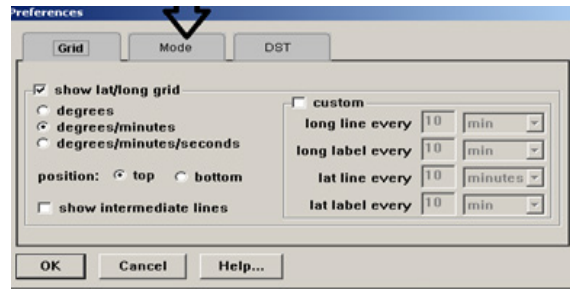 Preferences
Grid Mode DST
show lat/long grid
degrees
degrees/minutes
degrees/minutes/seconds
position: top bottom
show intermediate lines
custom
long line every 10 min
long label every 10 min
lat line every 10 minutes
lat label every 10 min
OK Cancel Help...